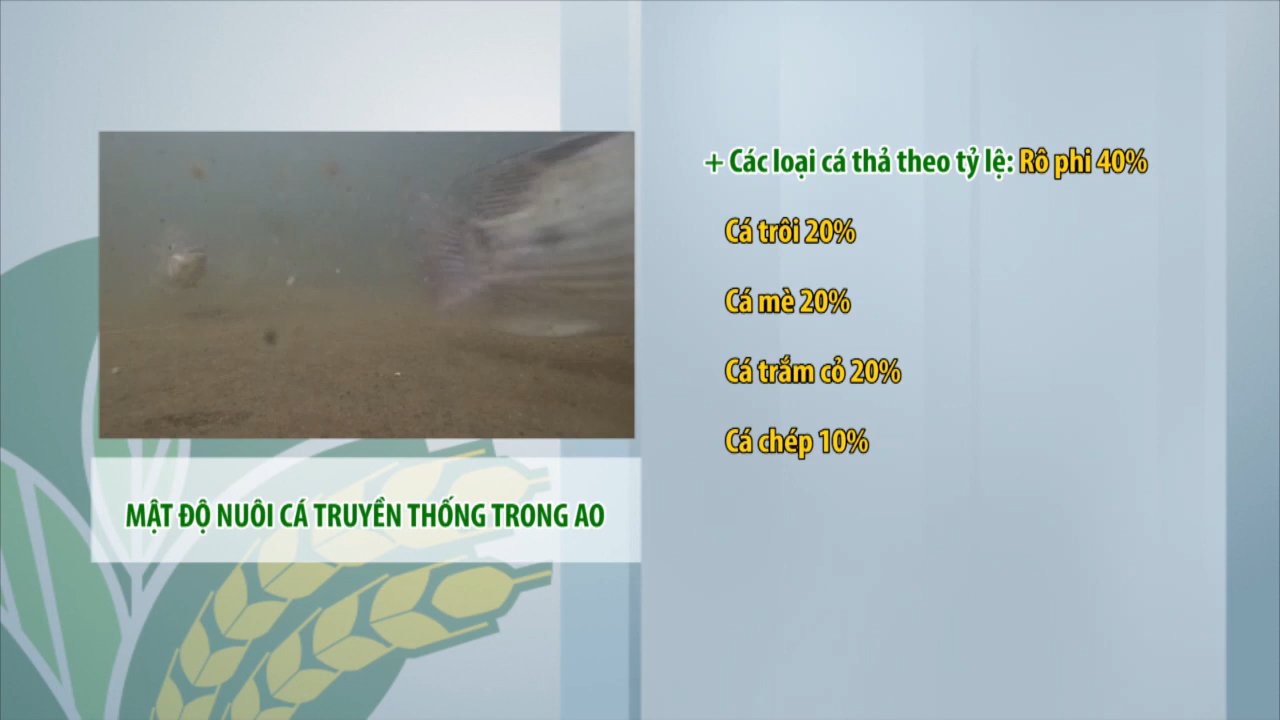 + Các loại cá thả theo tỷ lệ: Rô phi 40%
Cá trôi 20%
Cá mè 20%
Cá trắm cỏ 20%
Cá chép 10%
MẬT ĐỘ NUÔI CÁ TRUYỀN THỐNG TRONG AO